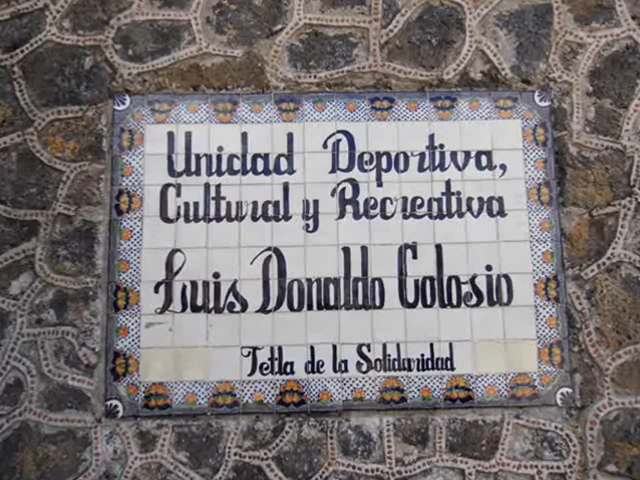 Unidad Deportiva,
Cultural y Recreativa
Luis Donaldo Colosio
Tetla de la Solidaridad